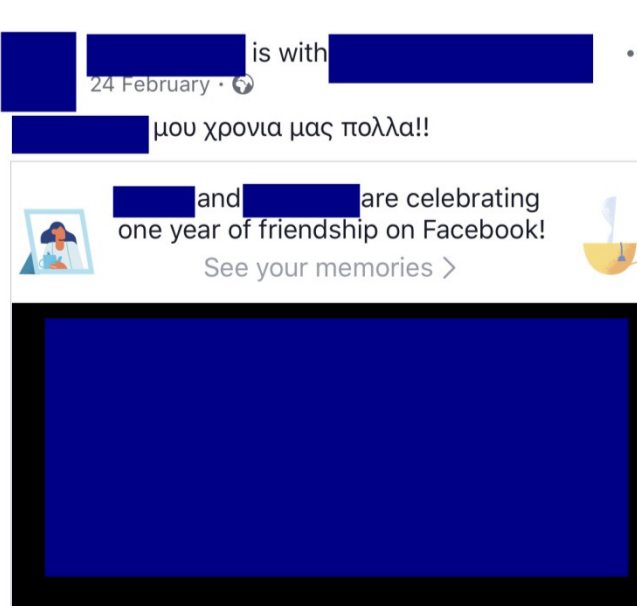 is with
24 February ·
μου χρονια μας πολλα!!
and are celebrating
one year of friendship on Facebook!
See your memories >